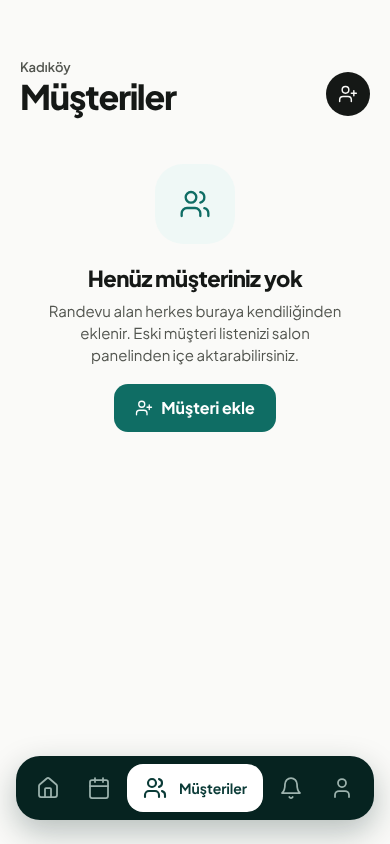 Kadıköy
Müşteriler
Henüz müşteriniz yok
Randevu alan herkes buraya kendiliğinden
eklenir. Eski müşteri listenizi salon
panelinden içe aktarabilirsiniz.
Müşteri ekle
Müşteriler